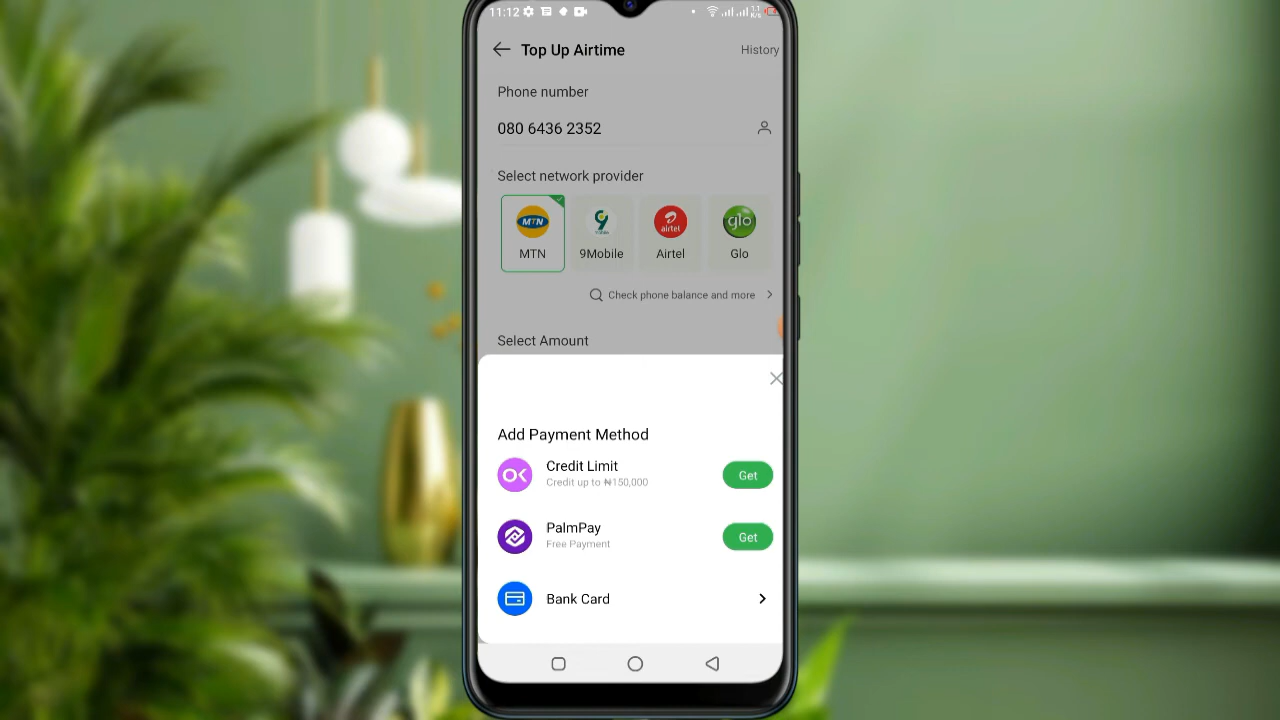 11:12
Top Up Airtime
History
Phone number
080 6436 2352
Select network provider
MTN
airtel
glo
MTN
9Mobile
Airtel
Glo
Check phone balance and more
Select Amount
Add Payment Method
Credit Limit
Credit up to ₦150,000
Get
PalmPay
Free Payment
Get
Bank Card